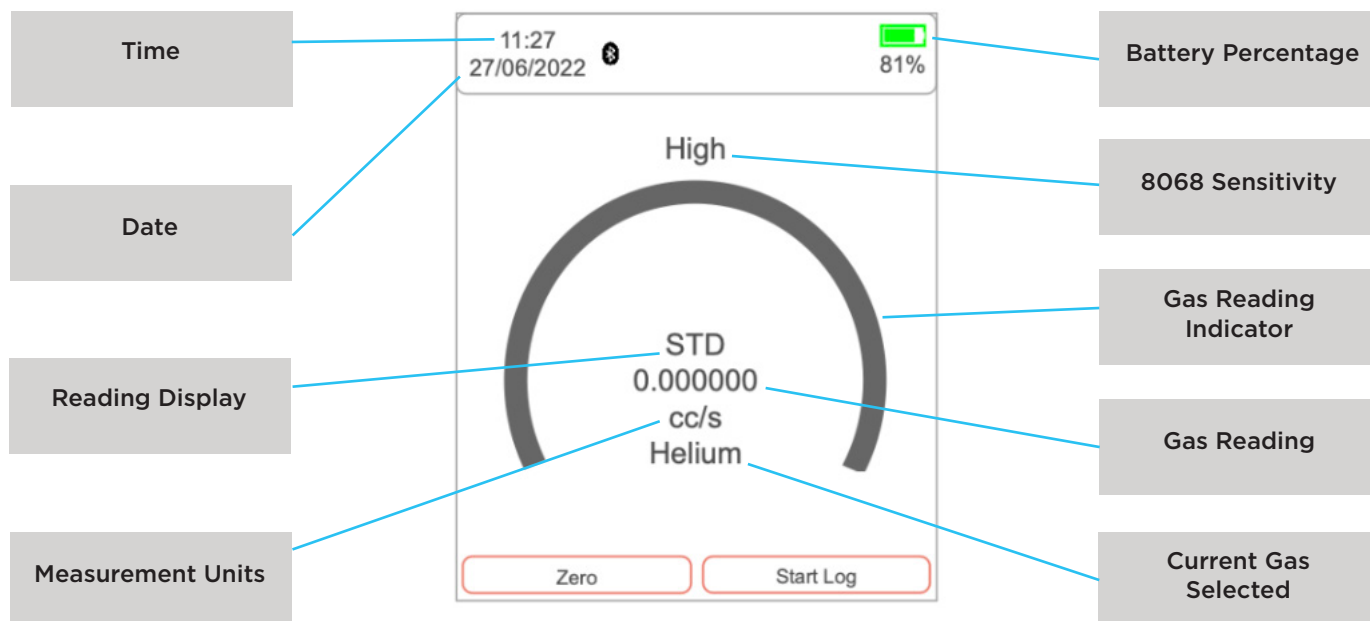 Time
Date
Reading Display
Measurement Units
11:27
27/06/2022
81%
High
STD
0.000000
cc/s
Helium
Zero
Start Log
Battery Percentage
8068 Sensitivity
Gas Reading
Indicator
Gas Reading
Current Gas
Selected